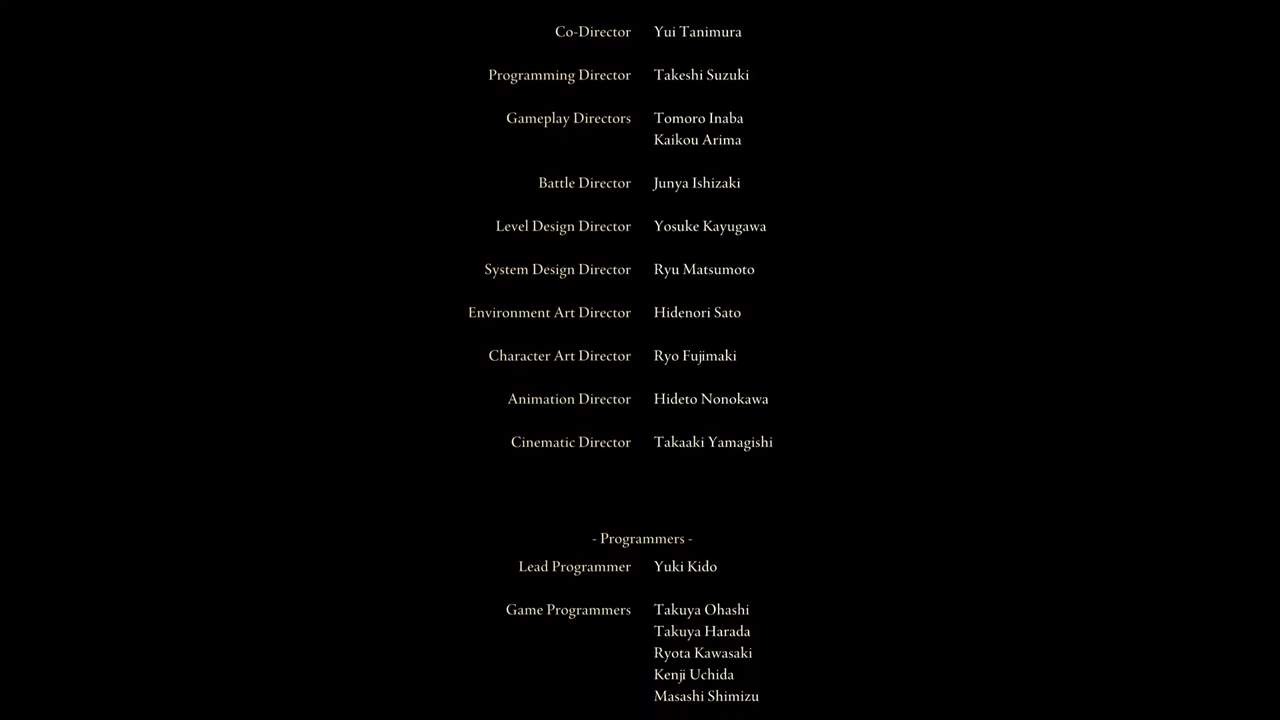 Co-Director Yui Tanimura
Programming Director Takeshi Suzuki
Gameplay Directors Tomoro Inaba
Kaikou Arima
Battle Director Junya Ishizaki
Level Design Director Yosuke Kayugawa
System Design Director Ryu Matsumoto
Environment Art Director Hidenori Sato
Character Art Director Ryo Fujimaki
Animation Director Hideto Nonokawa
Cinematic Director Takaaki Yamagishi
- Programmers -
Lead Programmer Yuki Kido
Game Programmers Takuya Ohashi
Takuya Harada
Ryota Kawasaki
Kenji Uchida
Masashi Shimizu